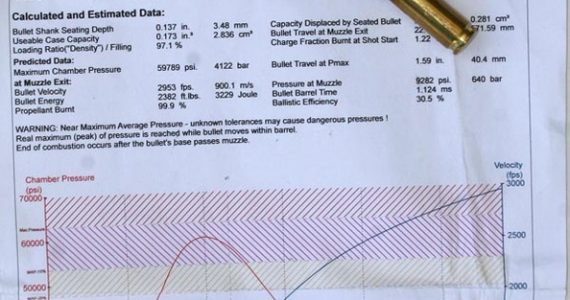 Calculated and Estimated Data:
Bullet Shank Seating Depth 0.137 in. 3.48 mm Capacity Displaced by Seated Bullet 0.281 cm³
Useable Case Capacity 0.173 in.³ 2.836 cm³ Bullet Travel at Muzzle Exit 22. 571.59 mm
Loading Ratio("Density") / Filling 97.1 % Charge Fraction Burnt at Shot Start 1.22
Predicted Data:
Maximum Chamber Pressure 59789 psi. 4122 bar Bullet Travel at Pmax 1.59 in. 40.4 mm
at Muzzle Exit:
Bullet Velocity 2953 fps. 900.1 m/s Pressure at Muzzle 9282 psi. 640 bar
Bullet Energy 2382 ft.lbs. 3229 Joule Bullet Barrel Time 1.124 ms
Propellant Burnt 99.9 % Ballistic Efficiency 30.5 %
WARNING: Near Maximum Average Pressure - unknown tolerances may cause dangerous pressures !
Real maximum (peak) of pressure is reached while bullet moves within barrel.
End of combustion occurs after the bullet's base passes muzzle.
Chamber Pressure
(psi)
Velocity
(fps)
70000
3000
Max.Pressure
60000
2500
50000
2000